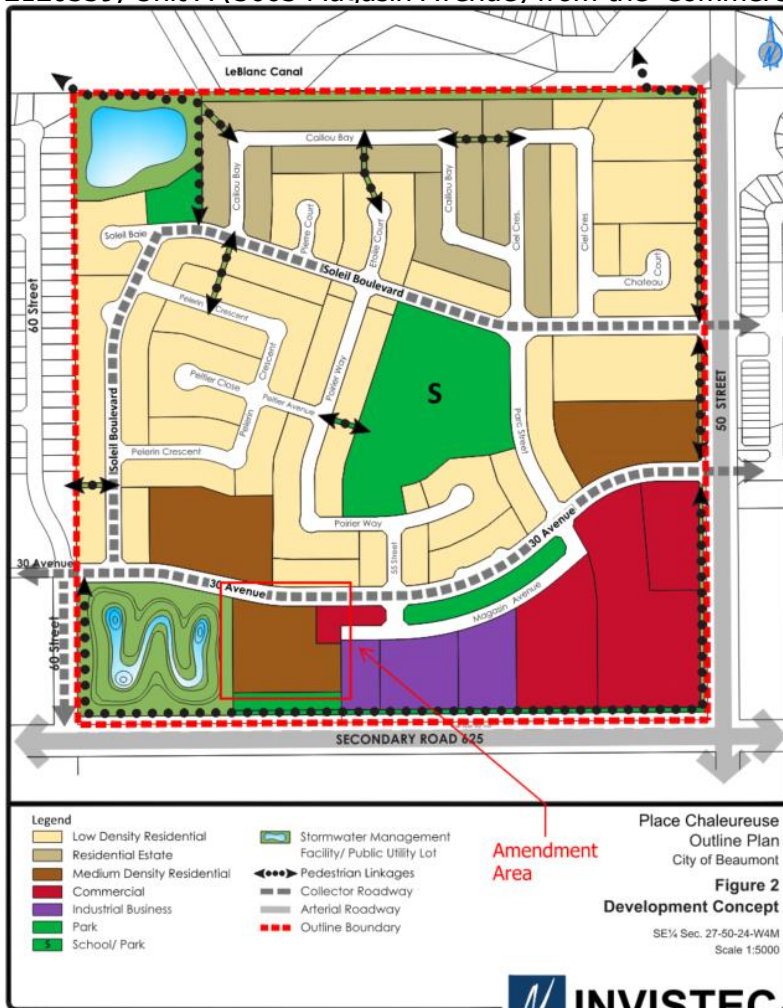 LeBlanc Canal
Caillou Bay
Caillou Bay
Caillou Bay
Ciel Cres.
Ciel Cres
Soleil Baie
Pierre Court
Etoile Court
Chateau Court
Soleil Boulevard
Pelerin Crescent
Crescent
60 Street
Peltier Close
Peltier Avenue
Poirier Way
S
Soleil Boulevard
Pelerin
Parc Street
50 STREET
Pelerin Crescent
Poirier Way
55 Street
30 Avenue
30 Avenue
30 Avenue
Magasin Avenue
60 Street
SECONDARY ROAD 625
Legend
Low Density Residential
Residential Estate
Medium Density Residential
Commercial
Industrial Business
Park
S School/ Park
Stormwater Management
Facility/ Public Utility Lot
Pedestrian Linkages
Collector Roadway
Arterial Roadway
Outline Boundary
Amendment
Area
Place Chaleureuse
Outline Plan
City of Beaumont
Figure 2
Development Concept
SE¼ Sec. 27-50-24-W4M
Scale 1:5000
INVISTEC